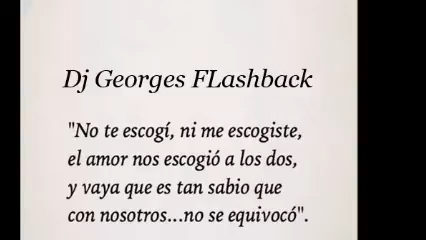 Dj Georges FLashback
"No te escogí, ni me escogiste,
el amor nos escogió a los dos,
y vaya que es tan sabio que
con nosotros...no se equivocó".